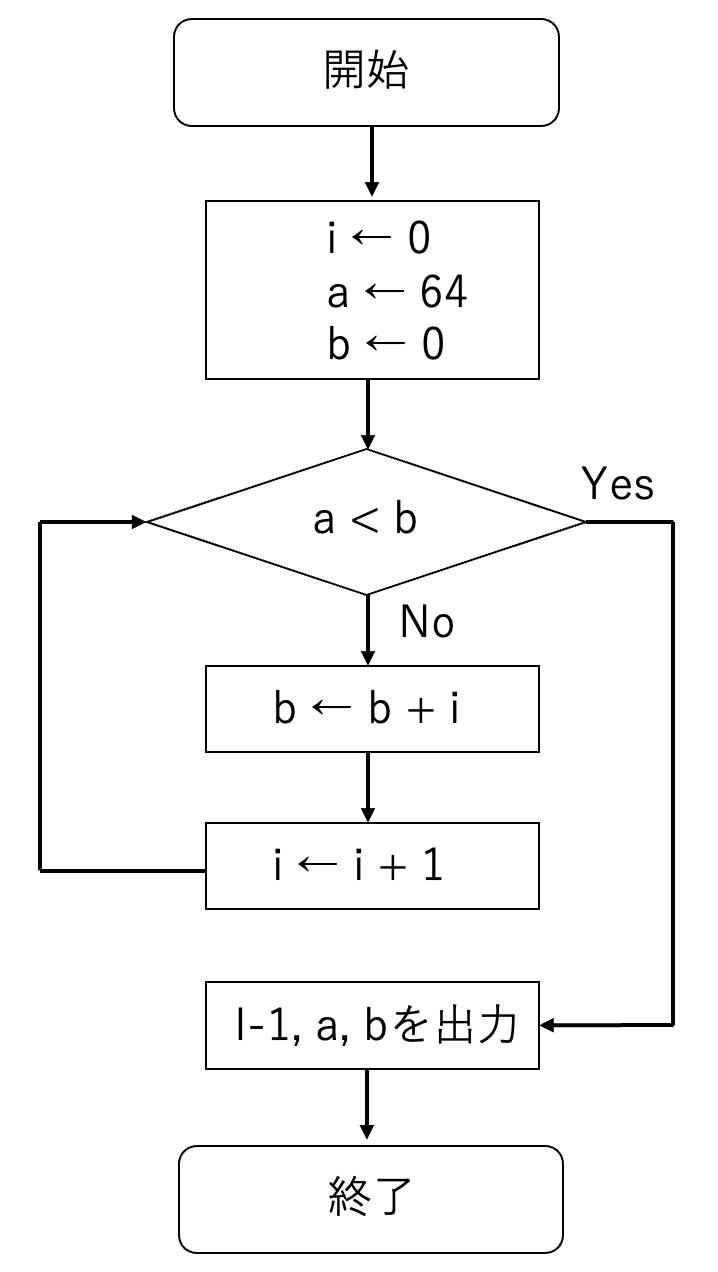 開始
i ← 0
a ← 64
b ← 0
a < b
Yes
No
b ← b + i
i ← i + 1
I-1, a, bを出力
終了